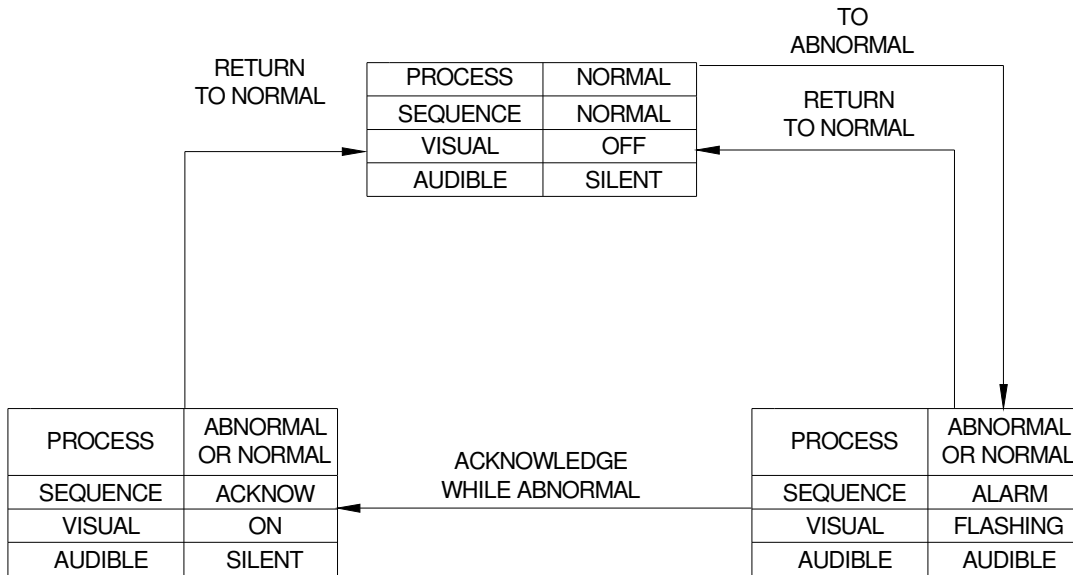 TO
ABNORMAL
RETURN
TO NORMAL
PROCESS NORMAL
SEQUENCE NORMAL
VISUAL OFF
AUDIBLE SILENT
RETURN
TO NORMAL
PROCESS ABNORMAL
OR NORMAL
SEQUENCE ACKNOW
VISUAL ON
AUDIBLE SILENT
ACKNOWLEDGE
WHILE ABNORMAL
PROCESS ABNORMAL
OR NORMAL
SEQUENCE ALARM
VISUAL FLASHING
AUDIBLE AUDIBLE